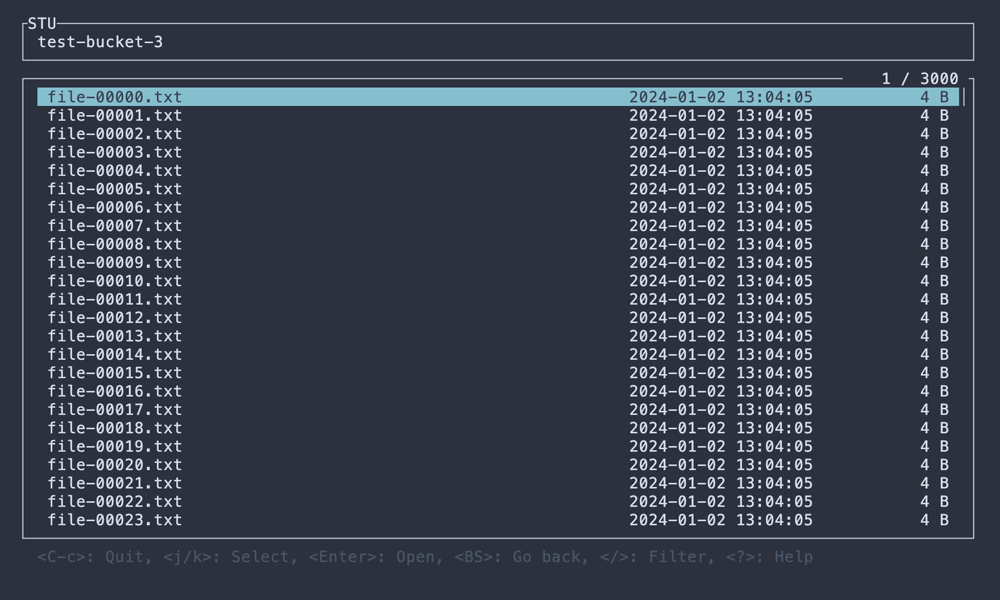 STU
test-bucket-3
1 / 3000
file-00000.txt 2024-01-02 13:04:05 4 B
file-00001.txt 2024-01-02 13:04:05 4 B
file-00002.txt 2024-01-02 13:04:05 4 B
file-00003.txt 2024-01-02 13:04:05 4 B
file-00004.txt 2024-01-02 13:04:05 4 B
file-00005.txt 2024-01-02 13:04:05 4 B
file-00006.txt 2024-01-02 13:04:05 4 B
file-00007.txt 2024-01-02 13:04:05 4 B
file-00008.txt 2024-01-02 13:04:05 4 B
file-00009.txt 2024-01-02 13:04:05 4 B
file-00010.txt 2024-01-02 13:04:05 4 B
file-00011.txt 2024-01-02 13:04:05 4 B
file-00012.txt 2024-01-02 13:04:05 4 B
file-00013.txt 2024-01-02 13:04:05 4 B
file-00014.txt 2024-01-02 13:04:05 4 B
file-00015.txt 2024-01-02 13:04:05 4 B
file-00016.txt 2024-01-02 13:04:05 4 B
file-00017.txt 2024-01-02 13:04:05 4 B
file-00018.txt 2024-01-02 13:04:05 4 B
file-00019.txt 2024-01-02 13:04:05 4 B
file-00020.txt 2024-01-02 13:04:05 4 B
file-00021.txt 2024-01-02 13:04:05 4 B
file-00022.txt 2024-01-02 13:04:05 4 B
file-00023.txt 2024-01-02 13:04:05 4 B
<C-c>: Quit, <j/k>: Select, <Enter>: Open, <BS>: Go back, </>: Filter, <?>: Help